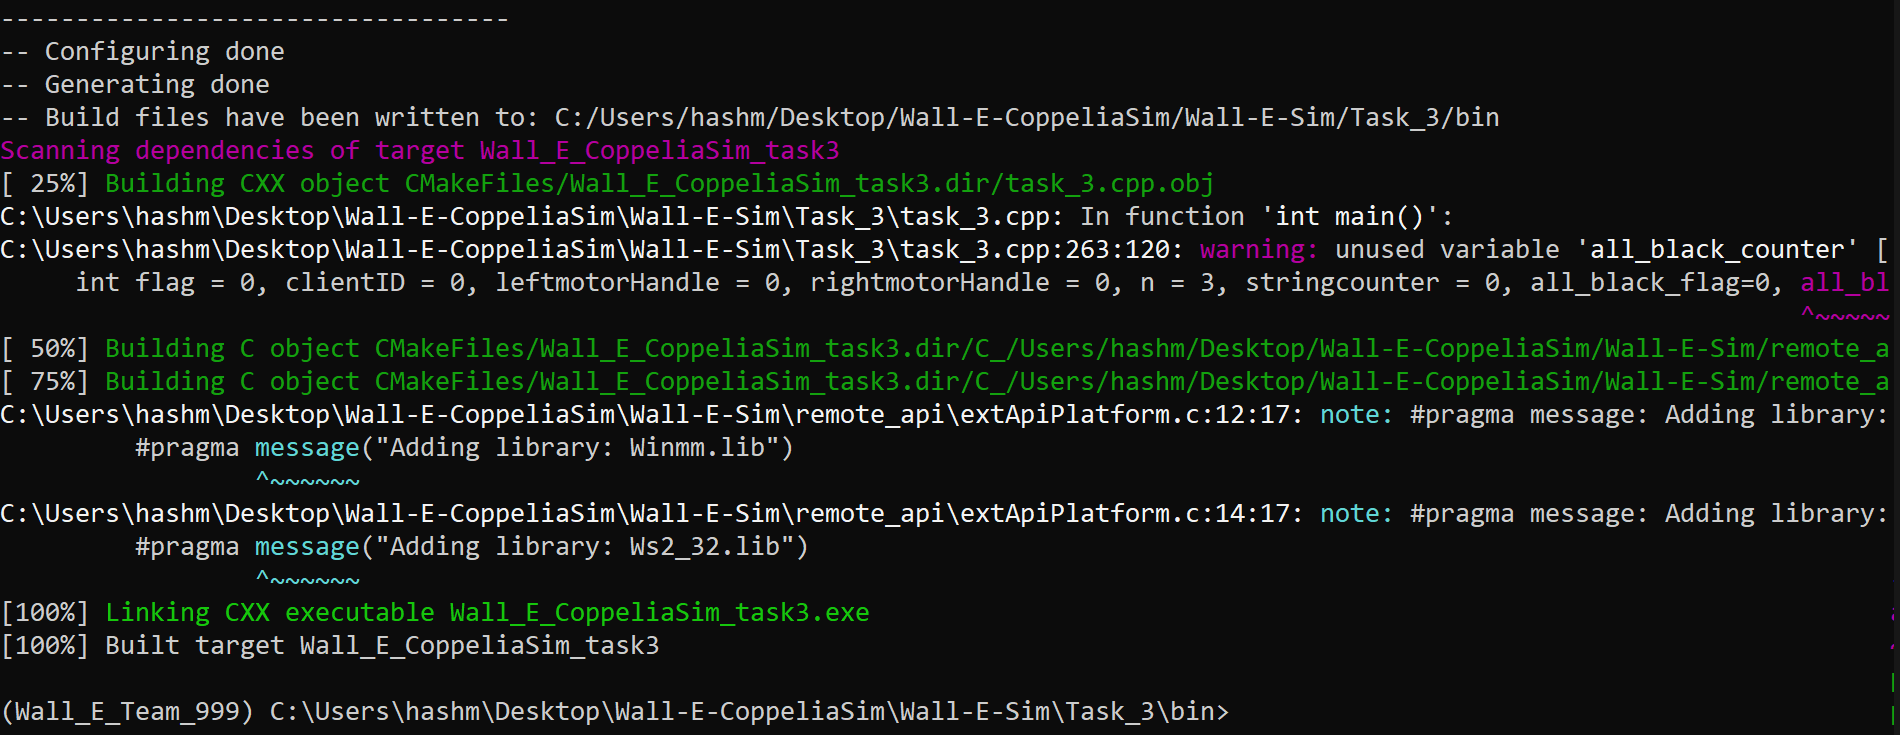 ----------------------------------
-- Configuring done
-- Generating done
-- Build files have been written to: C:/Users/hashm/Desktop/Wall-E-CoppeliaSim/Wall-E-Sim/Task_3/bin
Scanning dependencies of target Wall_E_CoppeliaSim_task3
[ 25%] Building CXX object CMakeFiles/Wall_E_CoppeliaSim_task3.dir/task_3.cpp.obj
C:\Users\hashm\Desktop\Wall-E-CoppeliaSim\Wall-E-Sim\Task_3\task_3.cpp: In function 'int main()':
C:\Users\hashm\Desktop\Wall-E-CoppeliaSim\Wall-E-Sim\Task_3\task_3.cpp:263:120: warning: unused variable 'all_black_counter' [
     int flag = 0, clientID = 0, leftmotorHandle = 0, rightmotorHandle = 0, n = 3, stringcounter = 0, all_black_flag=0, all_bl
                                                                                                                        ^~~~~~
[ 50%] Building C object CMakeFiles/Wall_E_CoppeliaSim_task3.dir/C_/Users/hashm/Desktop/Wall-E-CoppeliaSim/Wall-E-Sim/remote_a
[ 75%] Building C object CMakeFiles/Wall_E_CoppeliaSim_task3.dir/C_/Users/hashm/Desktop/Wall-E-CoppeliaSim/Wall-E-Sim/remote_a
C:\Users\hashm\Desktop\Wall-E-CoppeliaSim\Wall-E-Sim\remote_api\extApiPlatform.c:12:17: note: #pragma message: Adding library:
         #pragma message("Adding library: Winmm.lib")
                 ^~~~~~~
C:\Users\hashm\Desktop\Wall-E-CoppeliaSim\Wall-E-Sim\remote_api\extApiPlatform.c:14:17: note: #pragma message: Adding library:
         #pragma message("Adding library: Ws2_32.lib")
                 ^~~~~~~
[100%] Linking CXX executable Wall_E_CoppeliaSim_task3.exe
[100%] Built target Wall_E_CoppeliaSim_task3
(Wall_E_Team_999) C:\Users\hashm\Desktop\Wall-E-CoppeliaSim\Wall-E-Sim\Task_3\bin>